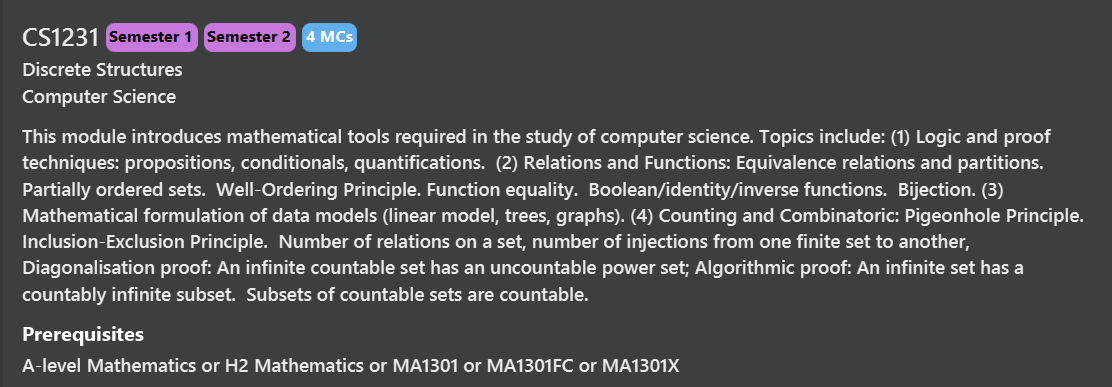 CS1231 Semester 1 Semester 2 4 MCs
Discrete Structures
Computer Science
This module introduces mathematical tools required in the study of computer science. Topics include: (1) Logic and proof
techniques: propositions, conditionals, quantifications.  (2) Relations and Functions: Equivalence relations and partitions.
Partially ordered sets.  Well-Ordering Principle. Function equality.  Boolean/identity/inverse functions.  Bijection. (3)
Mathematical formulation of data models (linear model, trees, graphs). (4) Counting and Combinatoric: Pigeonhole Principle.
Inclusion-Exclusion Principle.  Number of relations on a set, number of injections from one finite set to another,
Diagonalisation proof: An infinite countable set has an uncountable power set; Algorithmic proof: An infinite set has a
countably infinite subset.  Subsets of countable sets are countable.
Prerequisites
A-level Mathematics or H2 Mathematics or MA1301 or MA1301FC or MA1301X